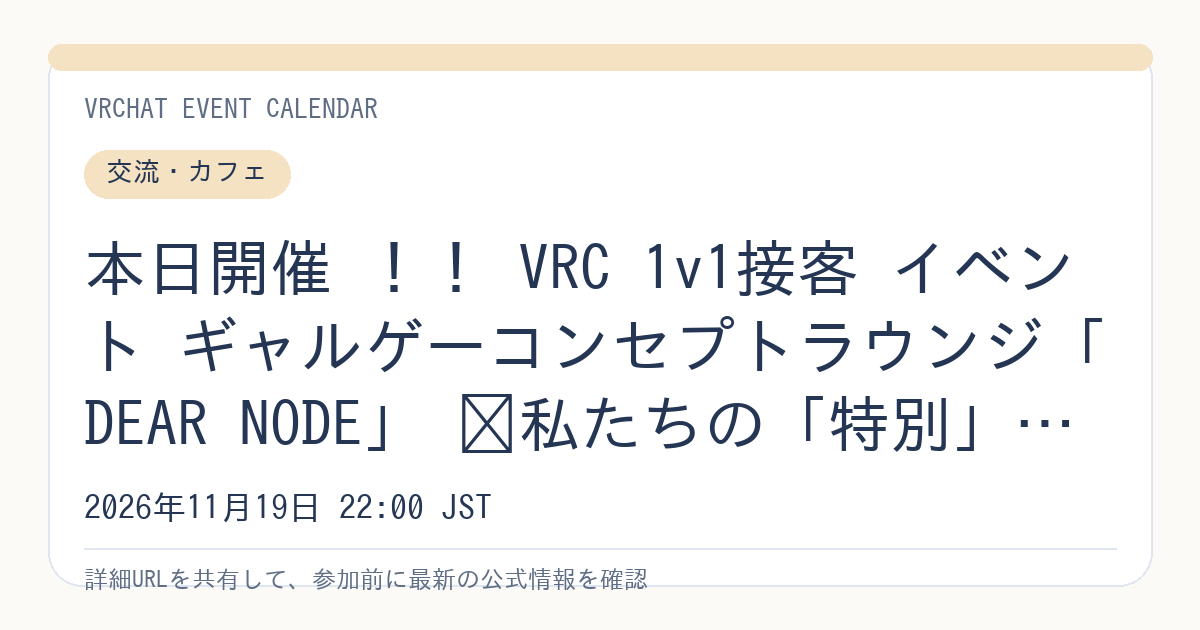 VRCHAT EVENT CALENDAR
交流・カフェ
本日開催 ！！ VRC 1v1接客 イベン
ト ギャルゲーコンセプトラウンジ「
DEAR NODE」 私たちの「特別」…
2026年11月19日 22:00 JST
詳細URLを共有して、参加前に最新の公式情報を確認